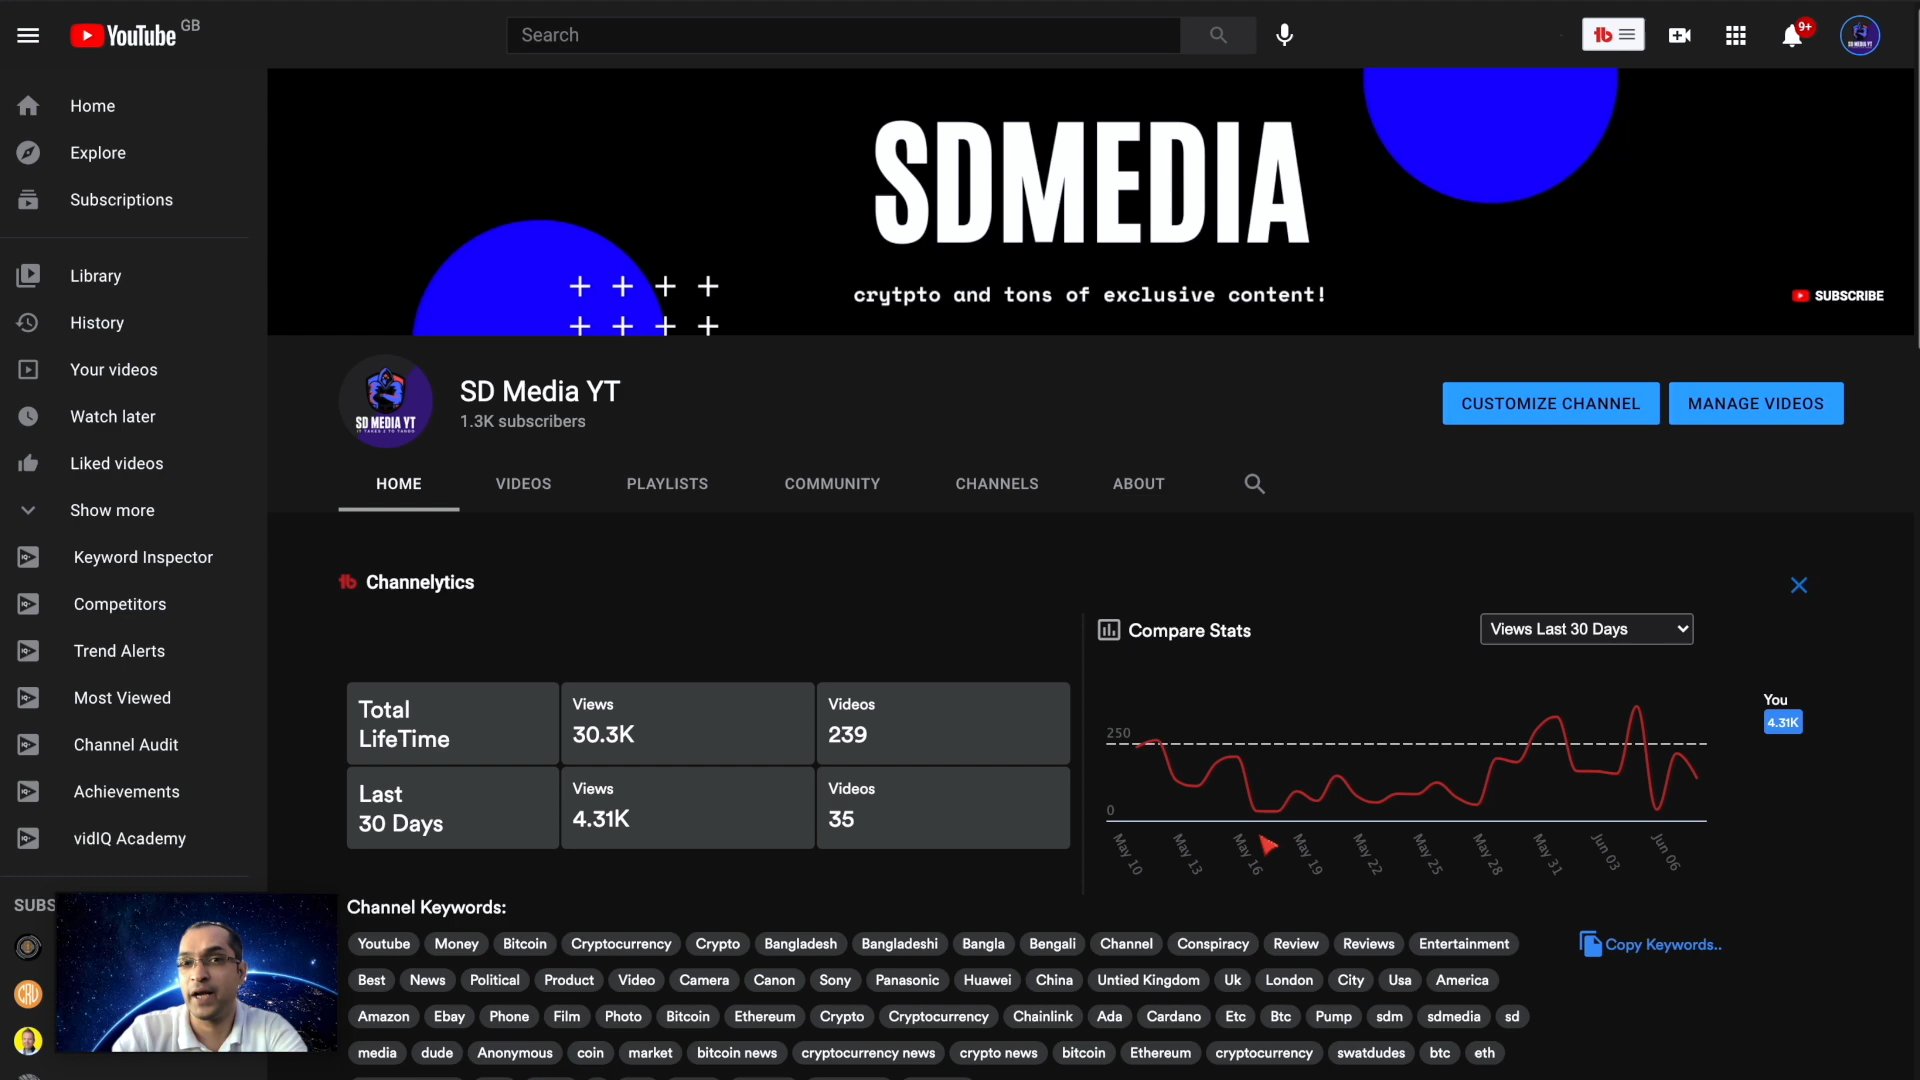 YouTube GB
Search
9+
Home
Explore
Subscriptions
Library
History
Your videos
Watch later
Liked videos
Show more
Keyword Inspector
Competitors
Trend Alerts
Most Viewed
Channel Audit
Achievements
vidIQ Academy
SUBS
SDMEDIA
crytpto and tons of exclusive content!
SUBSCRIBE
SD MEDIA YT
SD Media YT
1.3K subscribers
CUSTOMIZE CHANNEL
MANAGE VIDEOS
HOME VIDEOS PLAYLISTS COMMUNITY CHANNELS ABOUT
Channelytics
Total LifeTime
Views
30.3K
Videos
239
Last 30 Days
Views
4.31K
Videos
35
Compare Stats
Views Last 30 Days
You
4.31K
250
0
May 10 May 13 May 16 May 19 May 22 May 25 May 28 May 31 Jun 03 Jun 06
Channel Keywords:
Youtube Money Bitcoin Cryptocurrency Crypto Bangladesh Bangladeshi Bangla Bengali Channel Conspiracy Review Reviews Entertainment
Copy Keywords..
Best News Political Product Video Camera Canon Sony Panasonic Huawei China Untied Kingdom Uk London City Usa America
Amazon Ebay Phone Film Photo Bitcoin Ethereum Crypto Cryptocurrency Chainlink Ada Cardano Etc Btc Pump sdm sdmedia sd
media dude Anonymous coin market bitcoin news cryptocurrency news crypto news bitcoin Ethereum cryptocurrency swatdudes btc eth